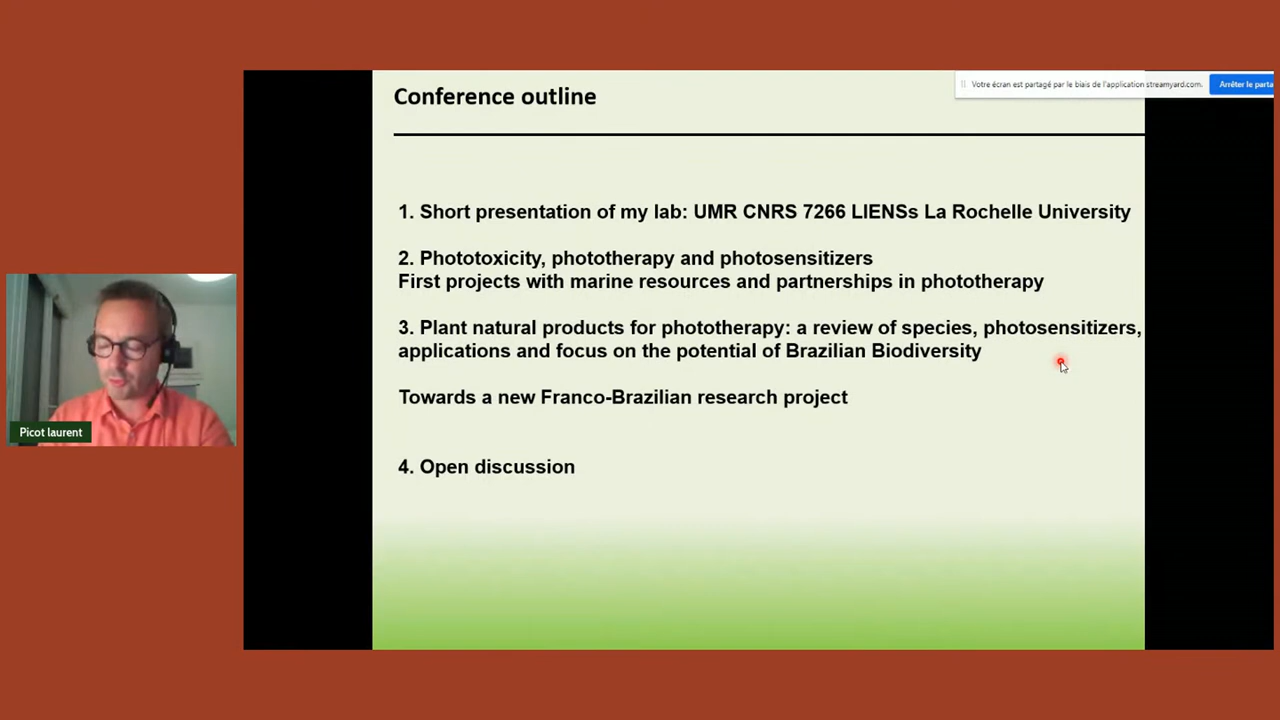 Conference outline
Votre écran est partagé par le biais de l'application streamyard.com.
Arrêter le parta
1. Short presentation of my lab: UMR CNRS 7266 LIENSs La Rochelle University
2. Phototoxicity, phototherapy and photosensitizers
First projects with marine resources and partnerships in phototherapy
3. Plant natural products for phototherapy: a review of species, photosensitizers,
applications and focus on the potential of Brazilian Biodiversity
Towards a new Franco-Brazilian research project
4. Open discussion
Picot laurent